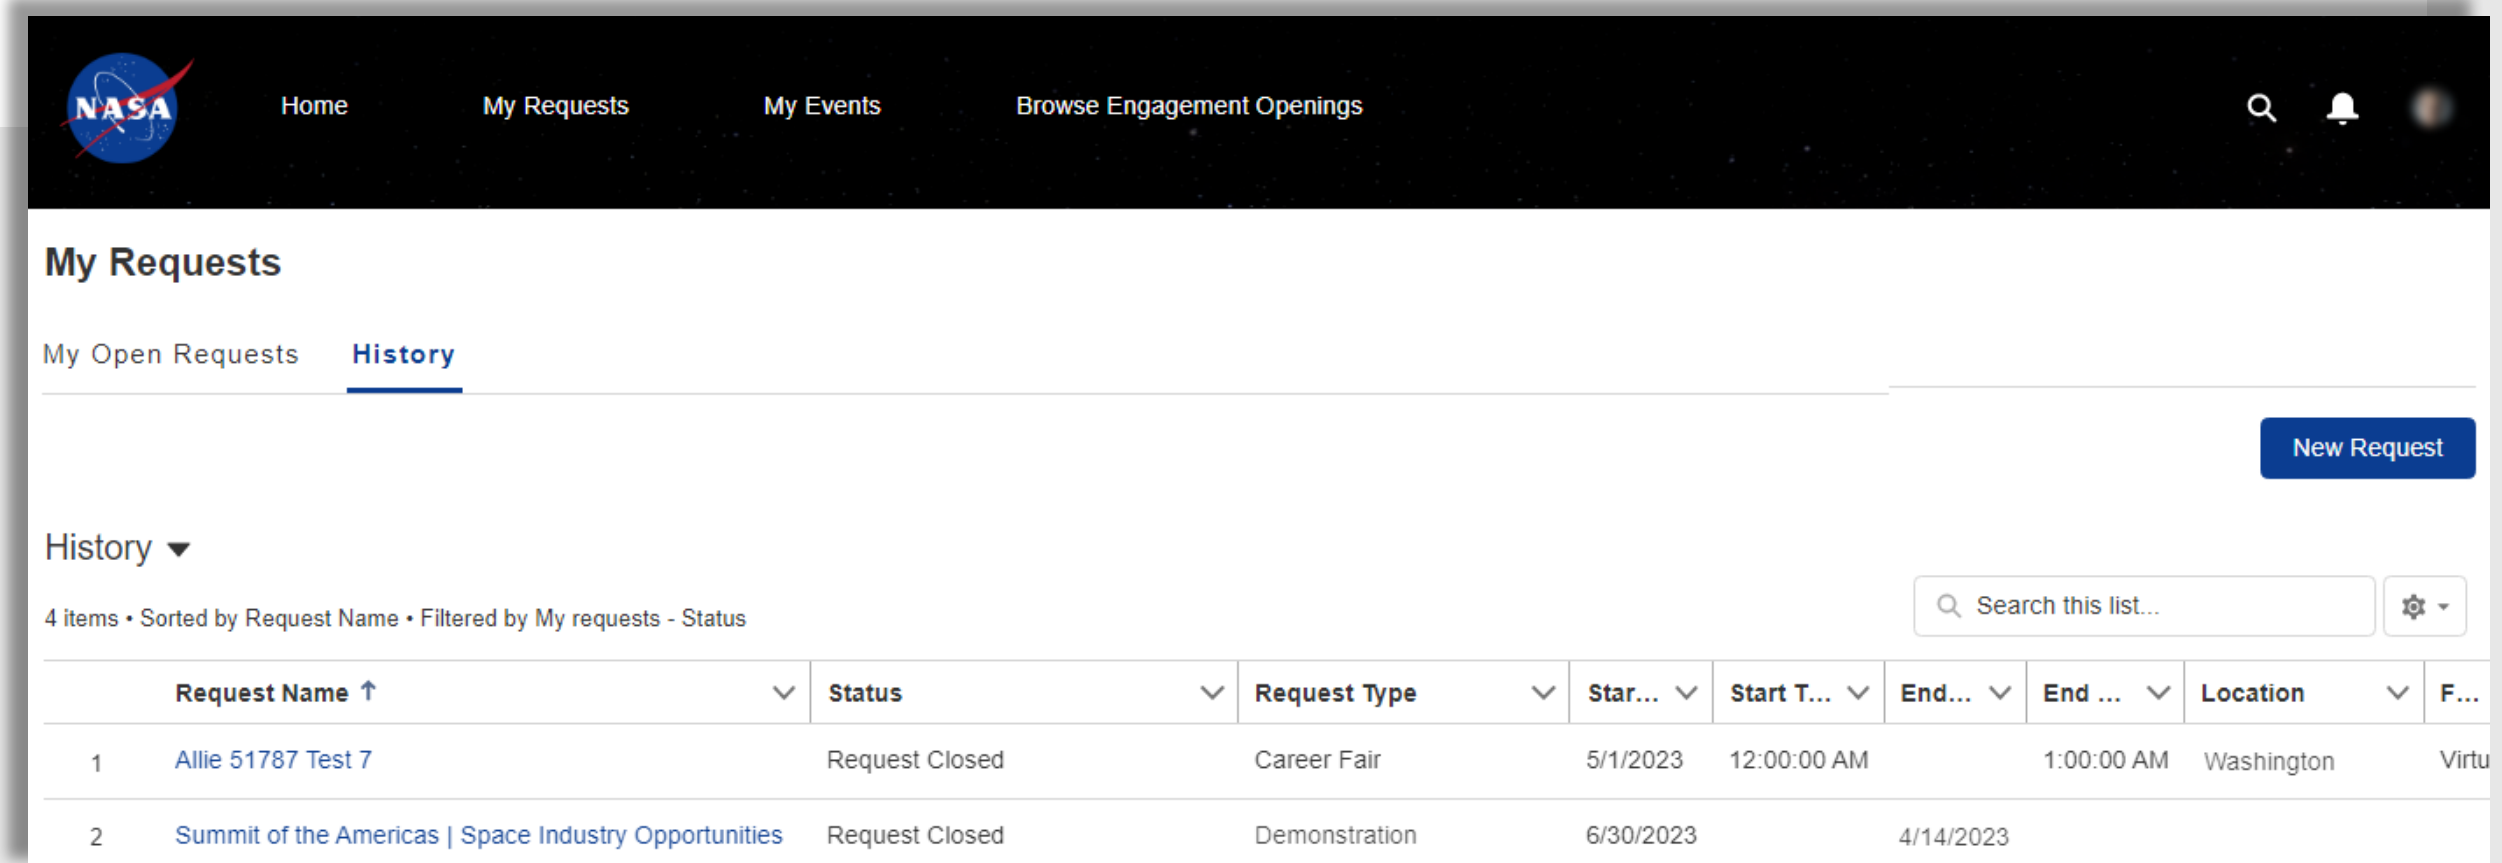 NASA Home My Requests My Events Browse Engagement Openings
My Requests
My Open Requests History
New Request
History
4 items • Sorted by Request Name • Filtered by My requests - Status
Search this list...
Request Name Status Request Type Star... Start T... End... End ... Location F...
1 Allie 51787 Test 7 Request Closed Career Fair 5/1/2023 12:00:00 AM 1:00:00 AM Washington Virtu
2 Summit of the Americas | Space Industry Opportunities Request Closed Demonstration 6/30/2023 4/14/2023